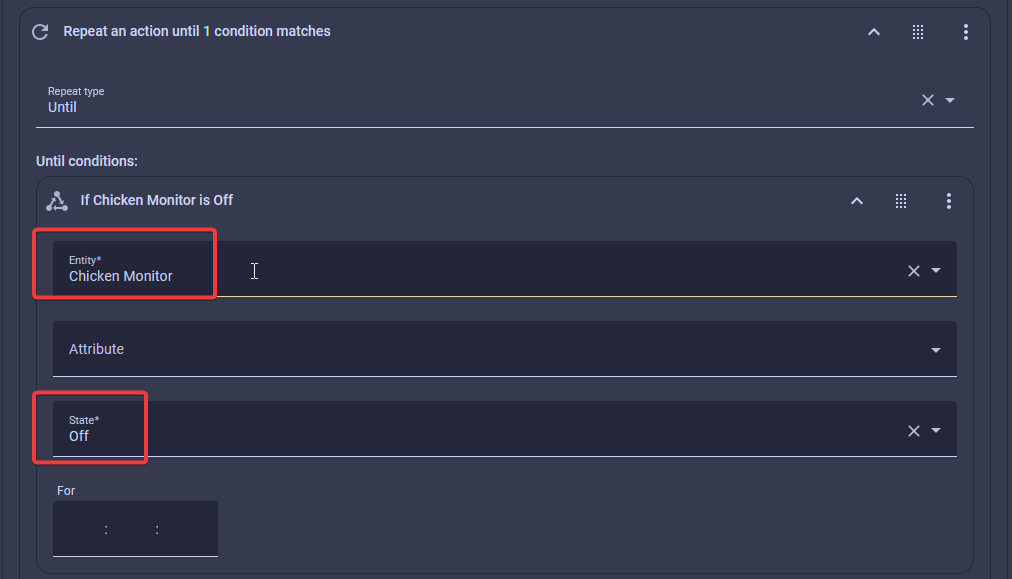 Repeat an action until 1 condition matches
Repeat type
Until
Until conditions:
If Chicken Monitor is Off
Entity*
Chicken Monitor
Attribute
State*
Off
For
: :